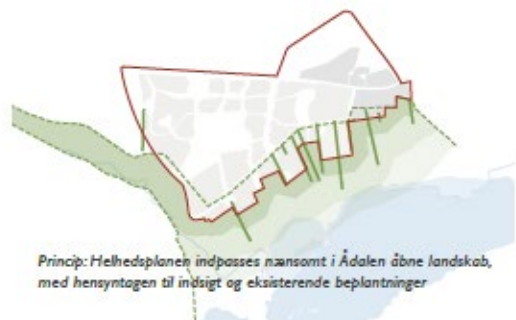 Princip: Helhedsplanen indpasses nænsomt i Ådalen åbne landskab,
med hensyntagen til indsigt og eksisterende beplantninger